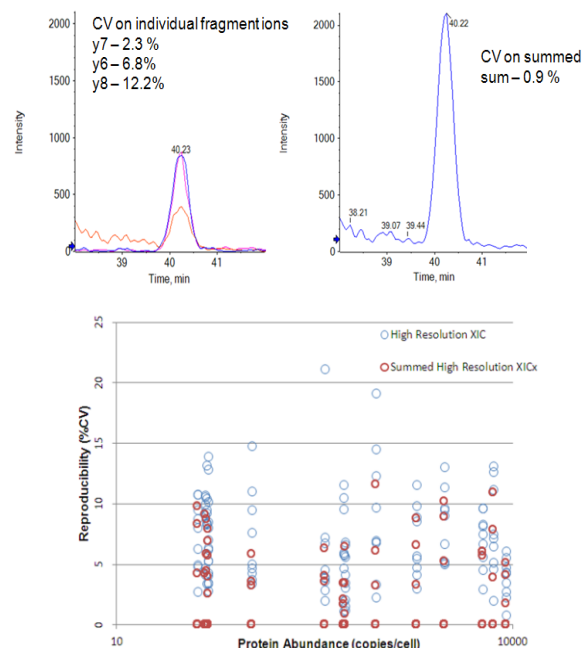 CV on individual fragmentions
y7 – 2.3 %
y6 – 6.8%
y8 – 12.2%
2000
1500
1000
500
0
Intensity
40.23
39
40
41
Time, min
CV on summed
sum – 0.9 %
2000
1500
1000
500
0
Intensity
40.22
38.21
39.07
39.44
39
40
41
Time, min
25
20
15
10
5
0
Reproducibility (%CV)
High Resolution XIC
Summed High Resolution XICx
10
10000
Protein Abundance (copies/cell)